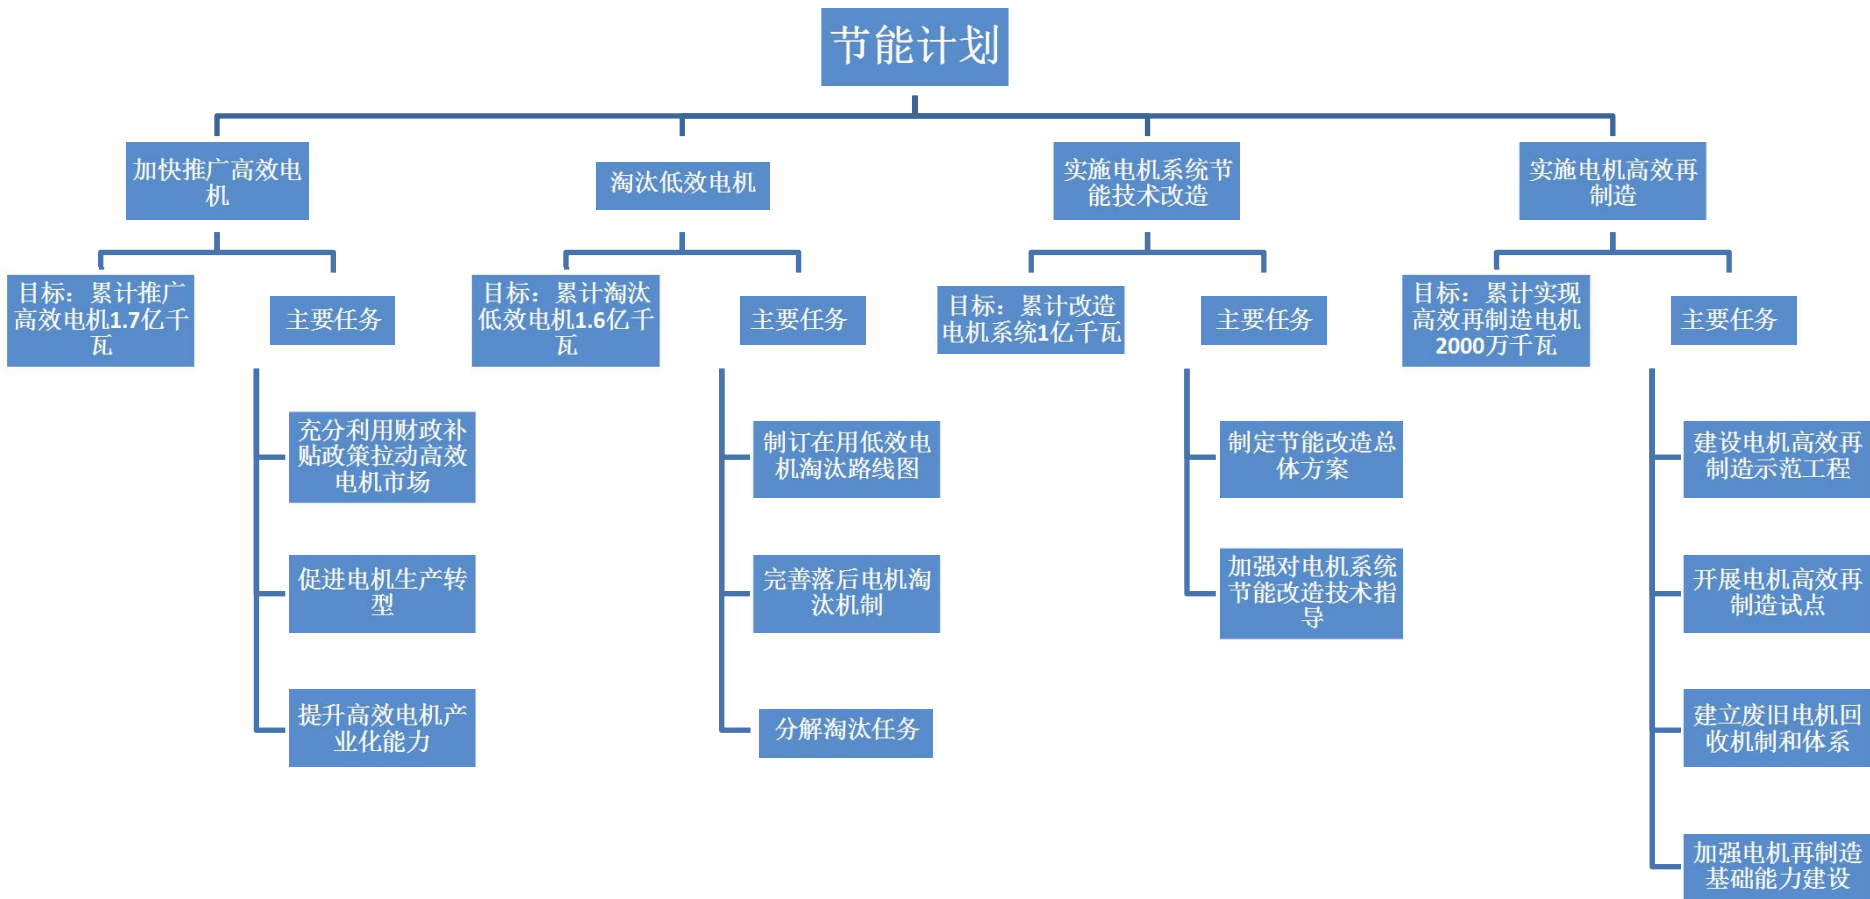 节能计划
加快推广高效电
机
淘汰低效电机
实施电机系统节
能技术改造
实施电机高效再
制造
目标：累计推广
高效电机1.7亿千
瓦
主要任务
目标：累计淘汰
低效电机1.6亿千
瓦
主要任务
目标：累计改造
电机系统1亿千瓦
主要任务
目标：累计实现
高效再制造电机
2000万千瓦
主要任务
充分利用财政补
贴政策拉动高效
电机市场
促进电机生产转
型
提升高效电机产
业化能力
制订在用低效电
机淘汰路线图
完善落后电机淘
汰机制
分解淘汰任务
制定节能改造总
体方案
加强对电机系统
节能改造技术指
导
建设电机高效再
制造示范工程
开展电机高效再
制造试点
建立废旧电机回
收机制和体系
加强电机再制造
基础能力建设